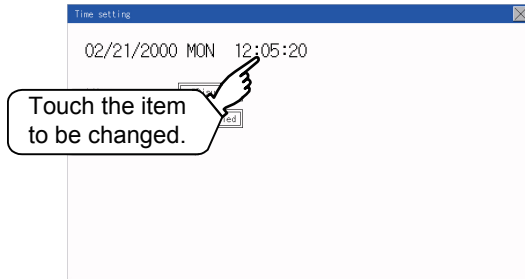 Time setting
02/21/2000 MON 12:05:20
Touch the item
to be changed.